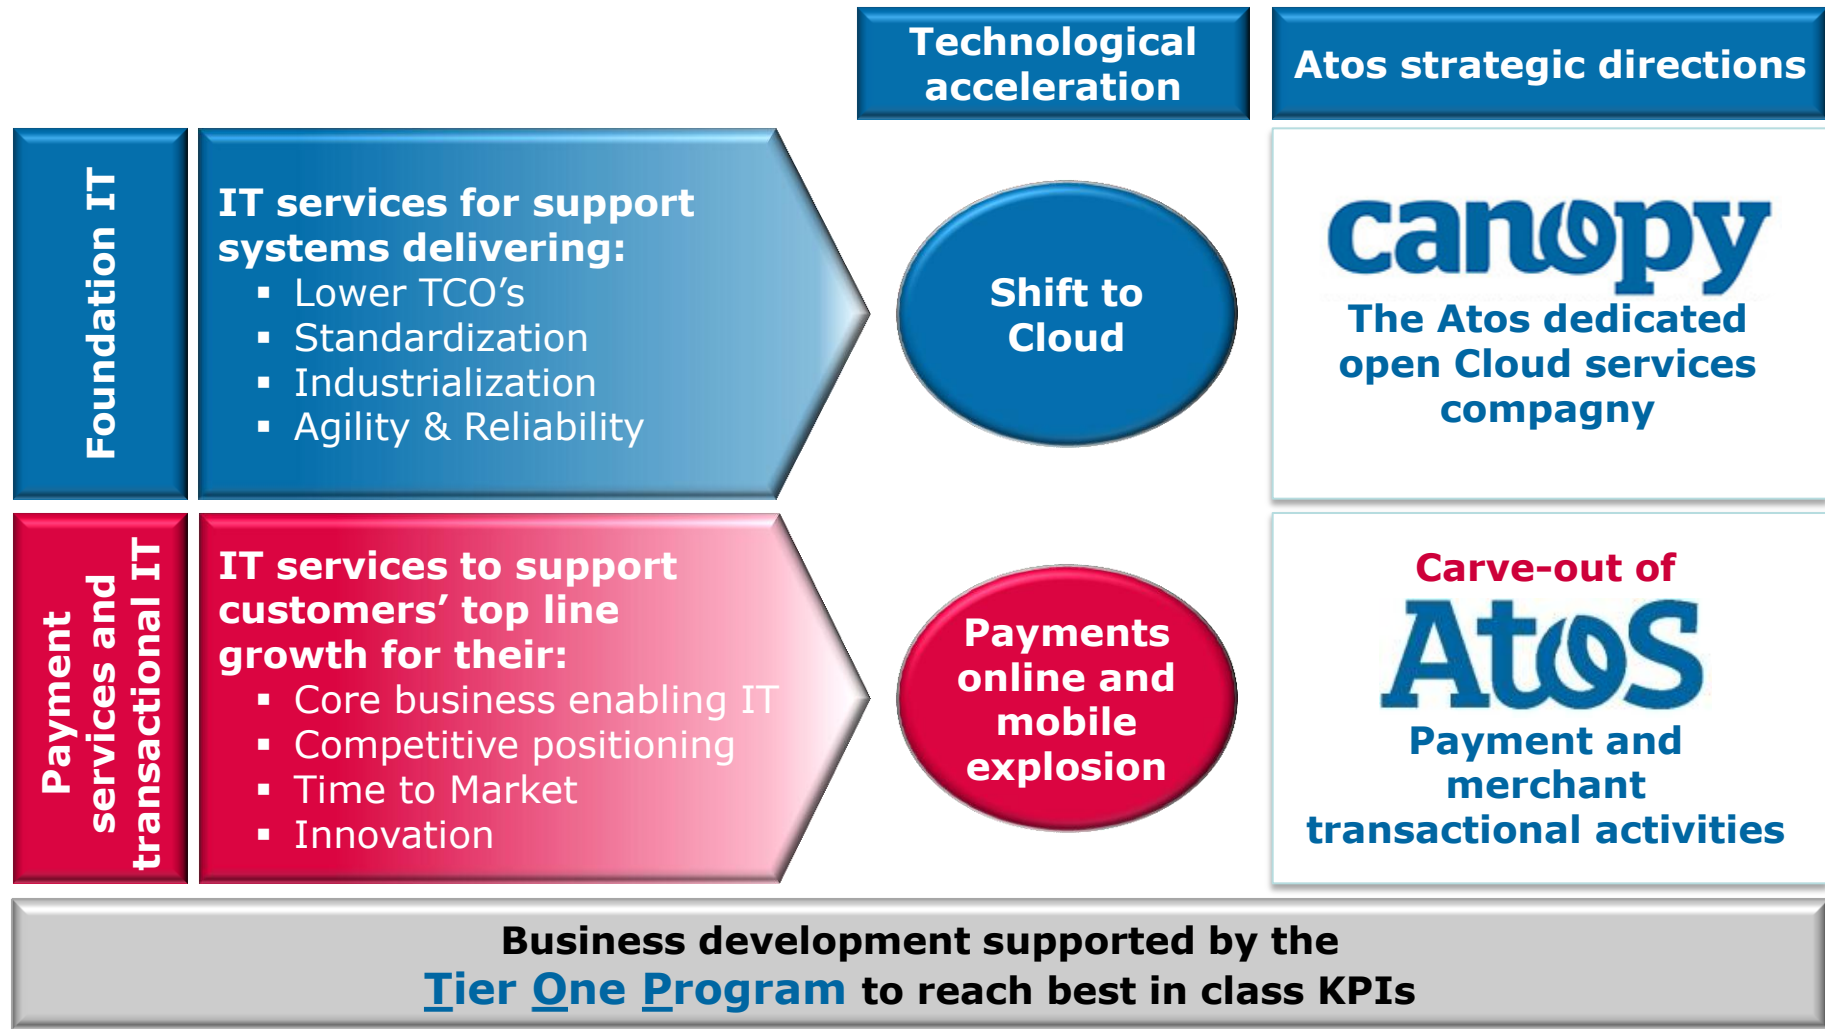 Technological
acceleration
Atos strategic directions
Foundation IT
IT services for support
systems delivering:
▪ Lower TCO’s
▪ Standardization
▪ Industrialization
▪ Agility & Reliability
Shift to
Cloud
canopy
The Atos dedicated
open Cloud services
compagny
Payment
services and
transactional IT
IT services to support
customers’ top line
growth for their:
▪ Core business enabling IT
▪ Competitive positioning
▪ Time to Market
▪ Innovation
Payments
online and
mobile
explosion
Carve-out of
AtoS
Payment and
merchant
transactional activities
Business development supported by the
Tier One Program to reach best in class KPIs